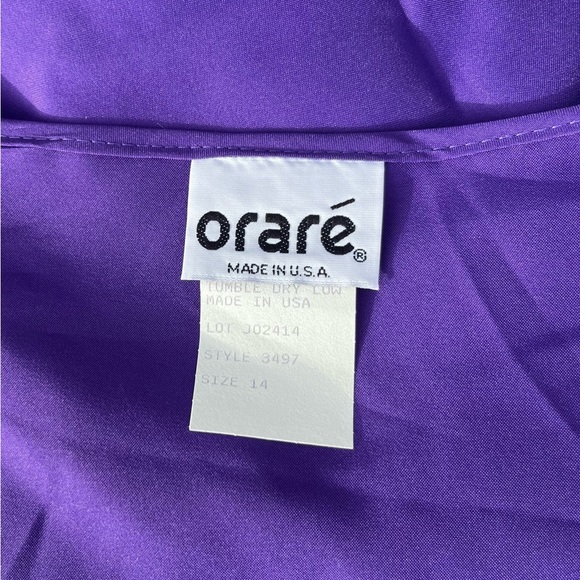 oraré®
MADE IN U.S.A.
TUMBLE DRY LOW
MADE IN USA
LOT J02414
STYLE 3497
SIZE 14